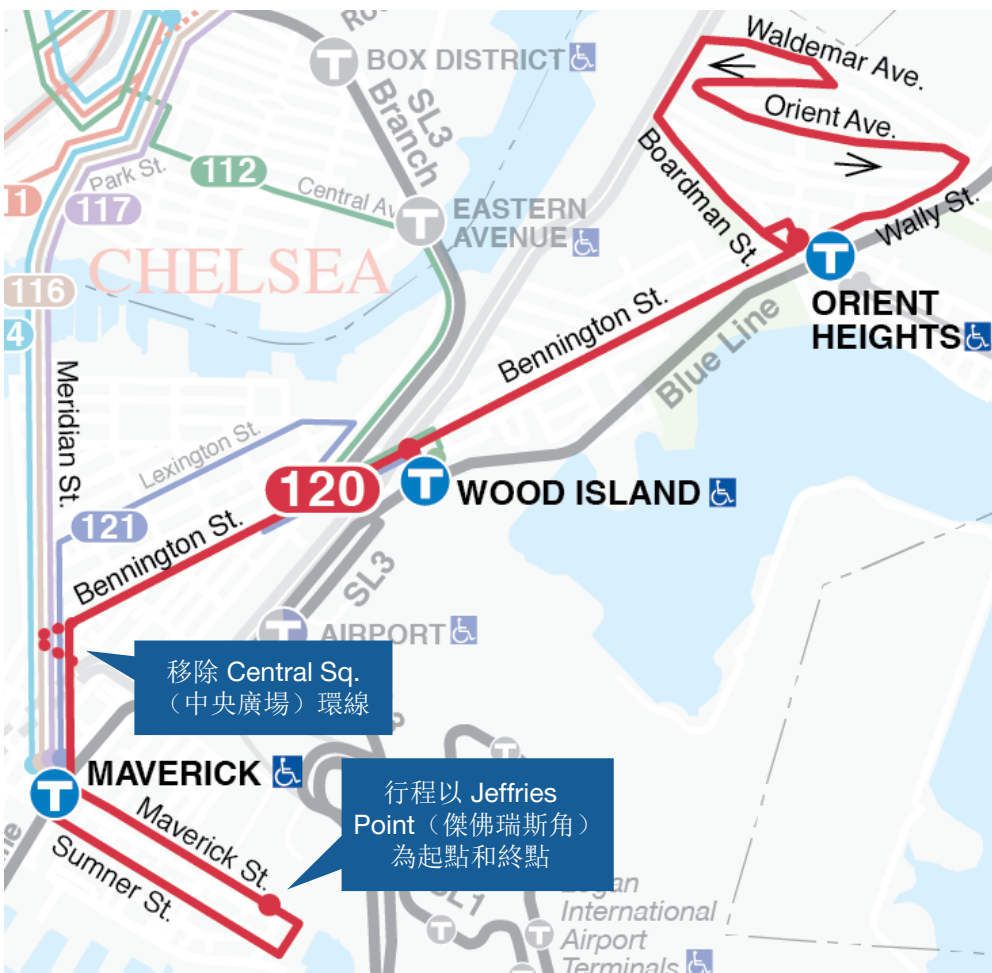 Waldemar Ave.
BOX DISTRICT
SL3
Branch
Orient Ave.
112
Park St.
117
Central Av
EASTERN
AVENUE
Boardman St.
Wally St.
CHELSEA
116
4
T
ORIENT
HEIGHTS
Bennington St.
Blue Line
Meridian St.
Lexington St.
120
T
WOOD ISLAND
121
Bennington St.
SL3
T
AIRPORT
移除 Central Sq.
（中央廣場）環線
T
MAVERICK
行程以 Jeffries
Point（傑佛瑞斯角）
為起點和終點
Maverick St.
Sumner St.
SL1
Logan
International
Airport
Terminals